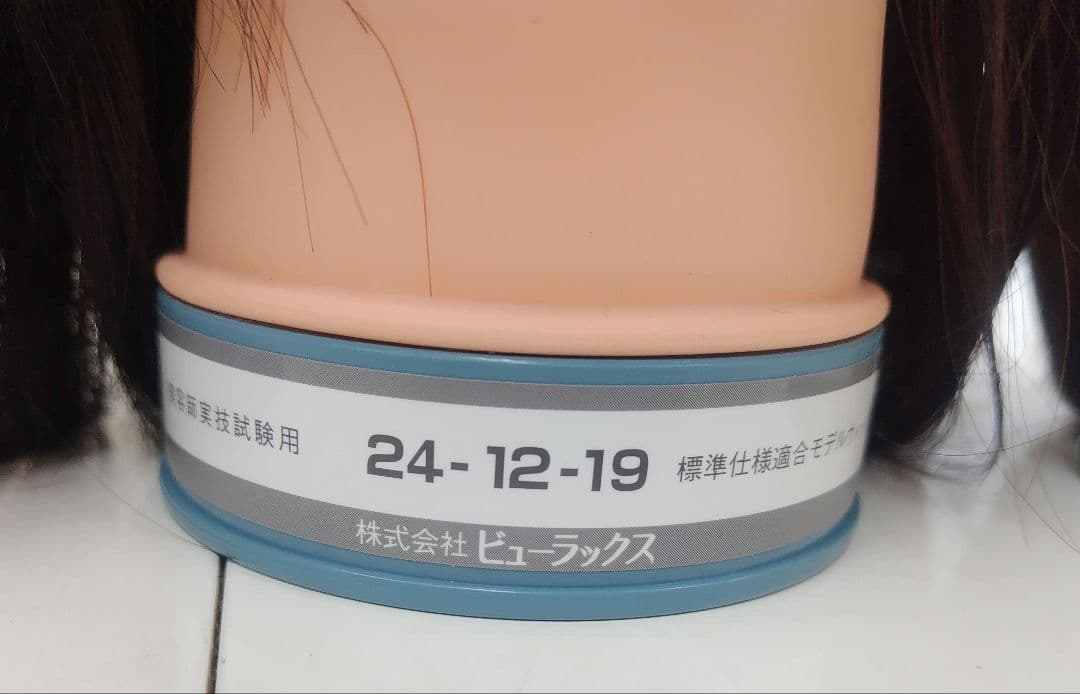 美容師実技試験用
24-12-19
標準仕様適合モデル
株式会社 ビューラックス